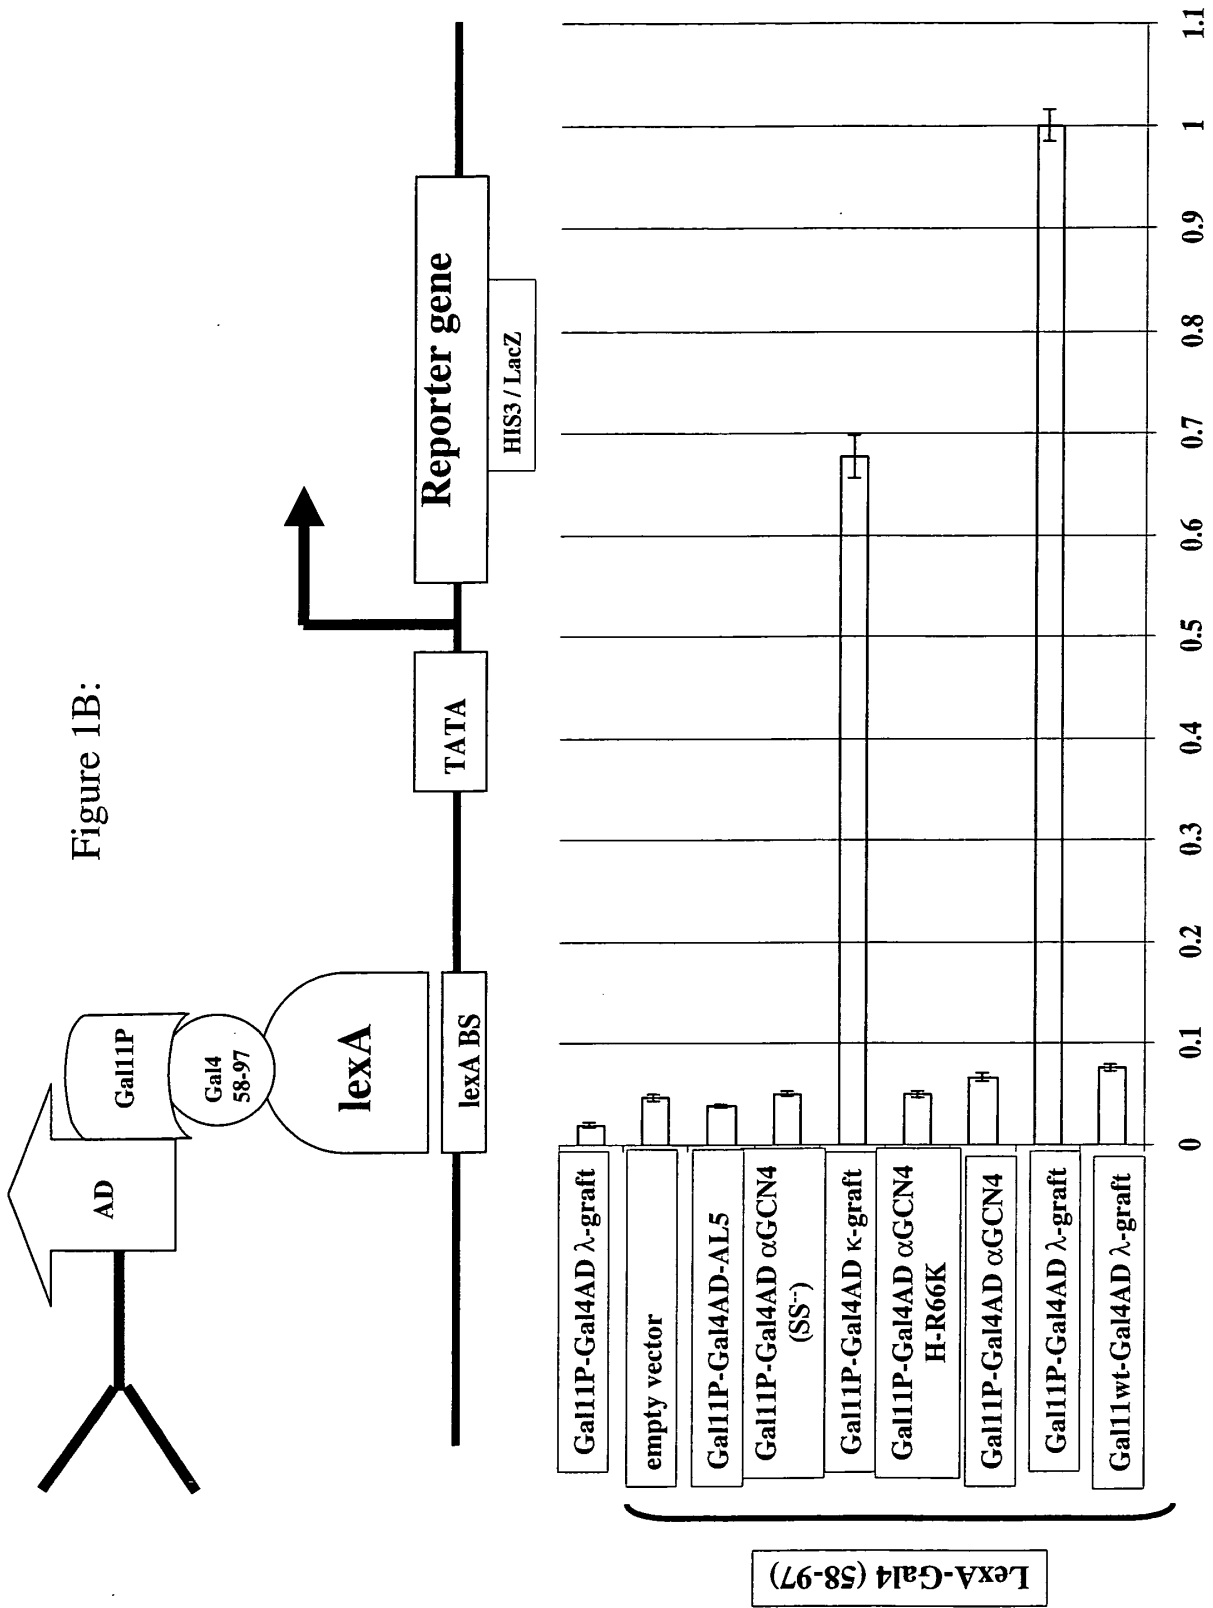 Figure 1B:
AD
Gal11P
Gal4
58-97
lexA
lexA BS
TATA
Reporter gene
HIS3 / LacZ
LexA-Gal4 (58-97)
Gal11P-Gal4AD λ-graft
empty vector
Gal11P-Gal4AD-AL5
Gal11P-Gal4AD αGCN4
(SS--)
Gal11P-Gal4AD κ-graft
Gal11P-Gal4AD αGCN4
H-R66K
Gal11P-Gal4AD αGCN4
Gal11P-Gal4AD λ-graft
Gal11wt-Gal4AD λ-graft
0 0.1 0.2 0.3 0.4 0.5 0.6 0.7 0.8 0.9 1 1.1